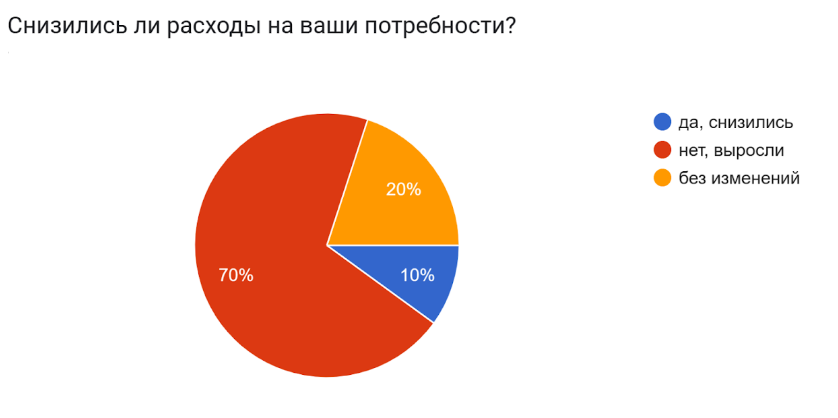 Снизились ли расходы на ваши потребности?
да, снизились
нет, выросли
без изменений
20%
10%
70%